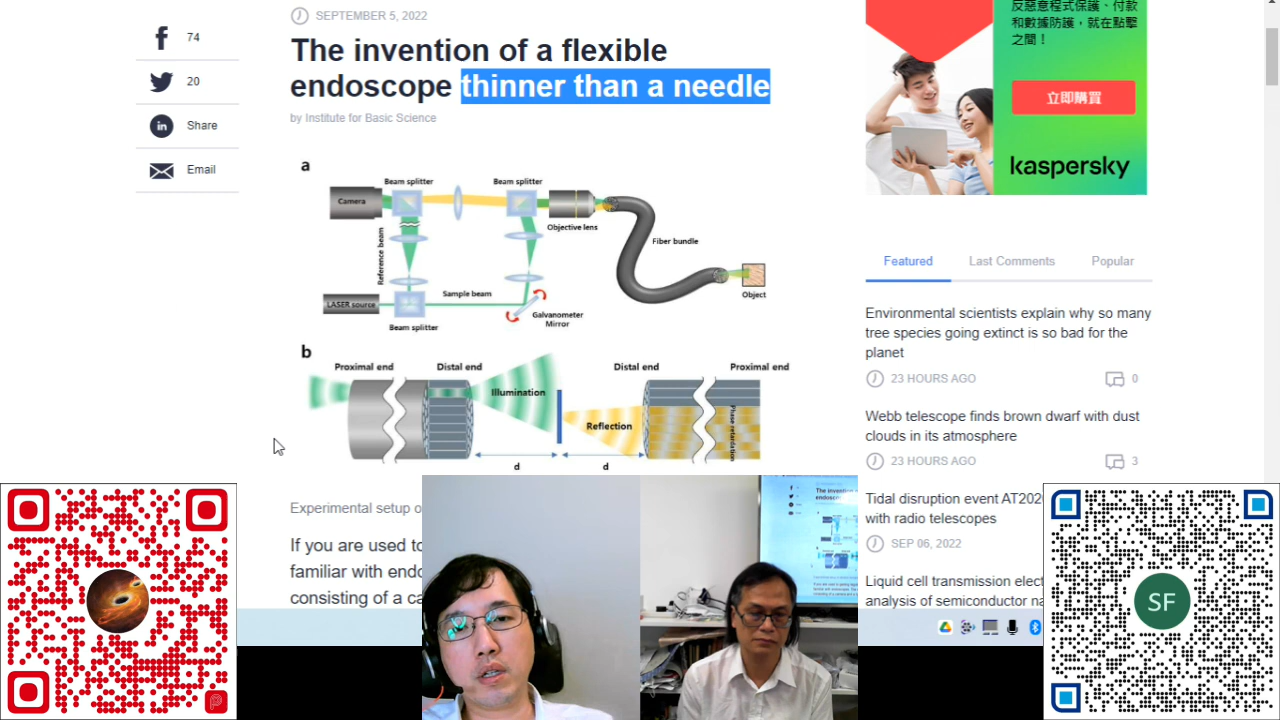 74
20
Share
Email
SEPTEMBER 5, 2022
The invention of a flexible
endoscope thinner than a needle
by Institute for Basic Science
a
Beam splitter
Beam splitter
Camera
Objective lens
Reference beam
Fiber bundle
Object
LASER source
Sample beam
Galvanometer
Mirror
Beam splitter
b
Proximal end
Distal end
Distal end
Proximal end
Illumination
Reflection
Phase retardation
d
d
Experimental setup o
If you are used to
familiar with endo
consisting of a ca
反惡意程式保護、付款
和數據防護，就在點擊
之間！
立即購買
kaspersky
Featured
Last Comments
Popular
Environmental scientists explain why so many
tree species going extinct is so bad for the
planet
23 HOURS AGO
0
Webb telescope finds brown dwarf with dust
clouds in its atmosphere
23 HOURS AGO
3
Tidal disruption event AT202
with radio telescopes
SEP 06, 2022
Liquid cell transmission elect
analysis of semiconductor na
SF
The invention
endoscop